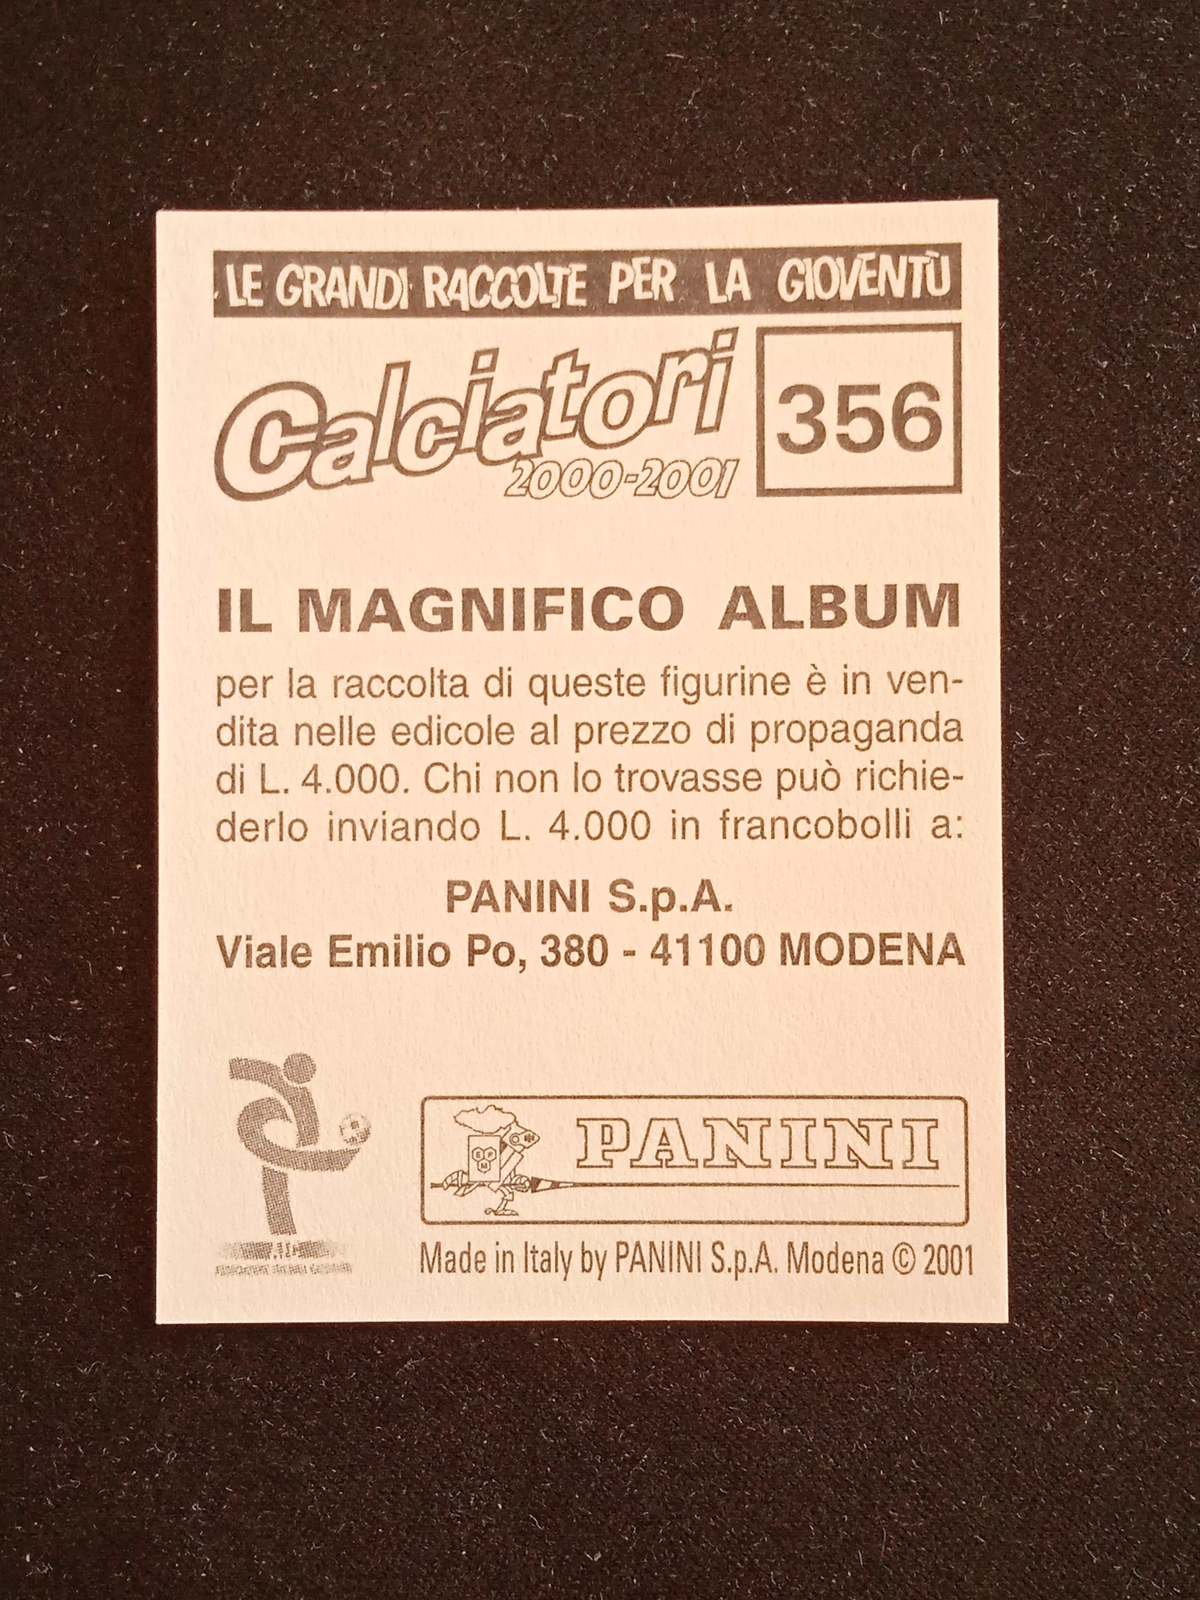 LE GRANDI RACCOLTE PER LA GIOVENTÙ
Calciatori
2000-2001
356
IL MAGNIFICO ALBUM
per la raccolta di queste figurine è in ven-
dita nelle edicole al prezzo di propaganda
di L. 4.000. Chi non lo trovasse può richie-
derlo inviando L. 4.000 in francobolli a:
PANINI S.p.A.
Viale Emilio Po, 380 - 41100 MODENA
PANINI
Made in Italy by PANINI S.p.A. Modena © 2001